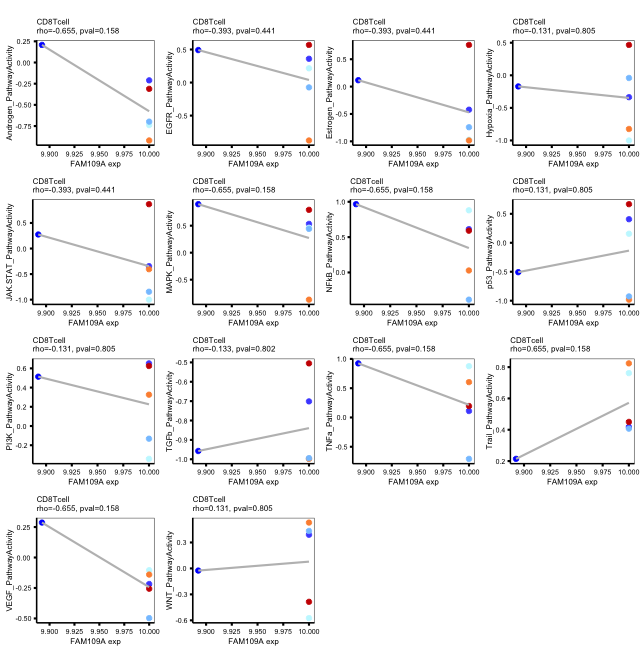 CD8Tcell
rho=-0.655, pval=0.158
Androgen_PathwayActivity
0.25
0.00
-0.25
-0.50
-0.75
9.900 9.925 9.950 9.975 10.000
FAM109A exp
CD8Tcell
rho=-0.393, pval=0.441
EGFR_PathwayActivity
0.5
0.0
-0.5
9.900 9.925 9.950 9.975 10.000
FAM109A exp
CD8Tcell
rho=-0.393, pval=0.441
Estrogen_PathwayActivity
0.5
0.0
-0.5
-1.0
9.900 9.925 9.950 9.975 10.000
FAM109A exp
CD8Tcell
rho=-0.131, pval=0.805
Hypoxia_PathwayActivity
0.5
0.0
-0.5
-1.0
9.900 9.925 9.950 9.975 10.000
FAM109A exp
CD8Tcell
rho=-0.393, pval=0.441
JAK.STAT_PathwayActivity
0.5
0.0
-0.5
-1.0
9.900 9.925 9.950 9.975 10.000
FAM109A exp
CD8Tcell
rho=-0.655, pval=0.158
MAPK_PathwayActivity
0.5
0.0
-0.5
9.900 9.925 9.950 9.975 10.000
FAM109A exp
CD8Tcell
rho=-0.655, pval=0.158
NFkB_PathwayActivity
1.0
0.5
0.0
9.900 9.925 9.950 9.975 10.000
FAM109A exp
CD8Tcell
rho=0.131, pval=0.805
p53_PathwayActivity
0.5
0.0
-0.5
-1.0
9.900 9.925 9.950 9.975 10.000
FAM109A exp
CD8Tcell
rho=-0.131, pval=0.805
PI3K_PathwayActivity
0.6
0.4
0.2
0.0
-0.2
9.900 9.925 9.950 9.975 10.000
FAM109A exp
CD8Tcell
rho=-0.133, pval=0.802
TGFb_PathwayActivity
-0.5
-0.6
-0.7
-0.8
-0.9
-1.0
9.900 9.925 9.950 9.975 10.000
FAM109A exp
CD8Tcell
rho=-0.655, pval=0.158
TNFa_PathwayActivity
1.0
0.5
0.0
-0.5
9.900 9.925 9.950 9.975 10.000
FAM109A exp
CD8Tcell
rho=0.655, pval=0.158
Trail_PathwayActivity
0.8
0.6
0.4
0.2
9.900 9.925 9.950 9.975 10.000
FAM109A exp
CD8Tcell
rho=-0.655, pval=0.158
VEGF_PathwayActivity
0.25
0.00
-0.25
-0.50
9.900 9.925 9.950 9.975 10.000
FAM109A exp
CD8Tcell
rho=0.131, pval=0.805
WNT_PathwayActivity
0.3
0.0
-0.3
-0.6
9.900 9.925 9.950 9.975 10.000
FAM109A exp